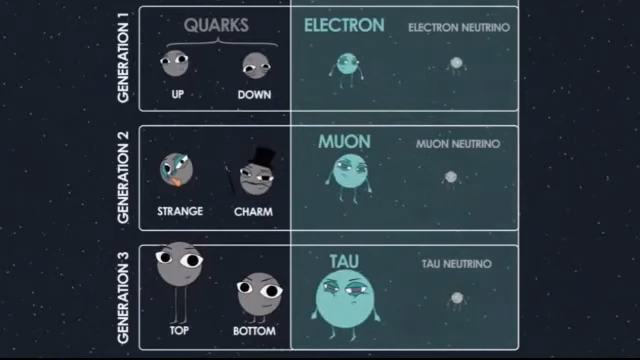 GENERATION 1
QUARKS
ELECTRON
ELECTRON NEUTRINO
UP
DOWN
GENERATION 2
MUON
MUON NEUTRINO
STRANGE
CHARM
GENERATION 3
TAU
TAU NEUTRINO
TOP
BOTTOM